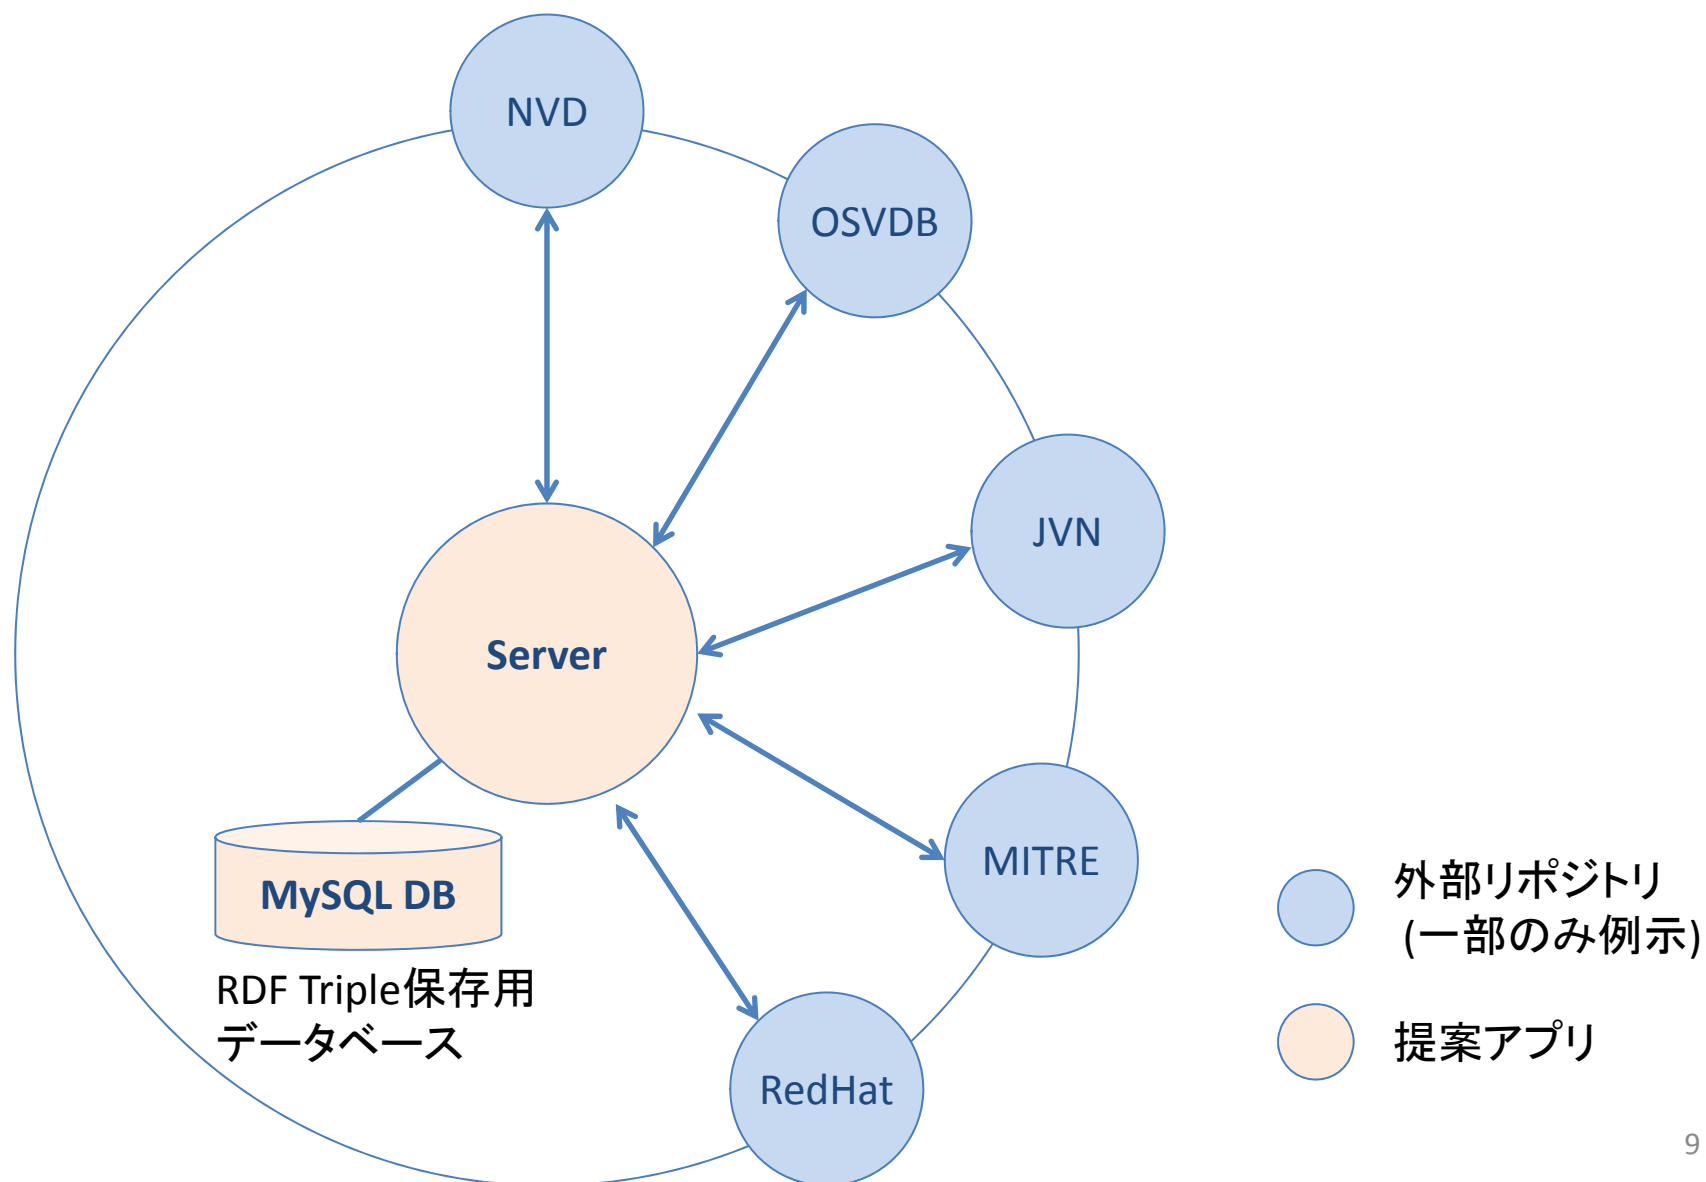 NVD
OSVDB
JVN
Server
MITRE
MySQL DB
RDF Triple保存用
データベース
RedHat
外部リポジトリ
(一部のみ例示)
提案アプリ
9